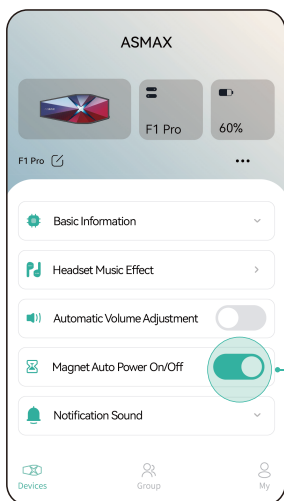 ASMAX
F1 Pro
60%
F1 Pro
Basic Information
Headset Music Effect
Automatic Volume Adjustment
Magnet Auto Power On/Off
Notification Sound
Devices
Group
My